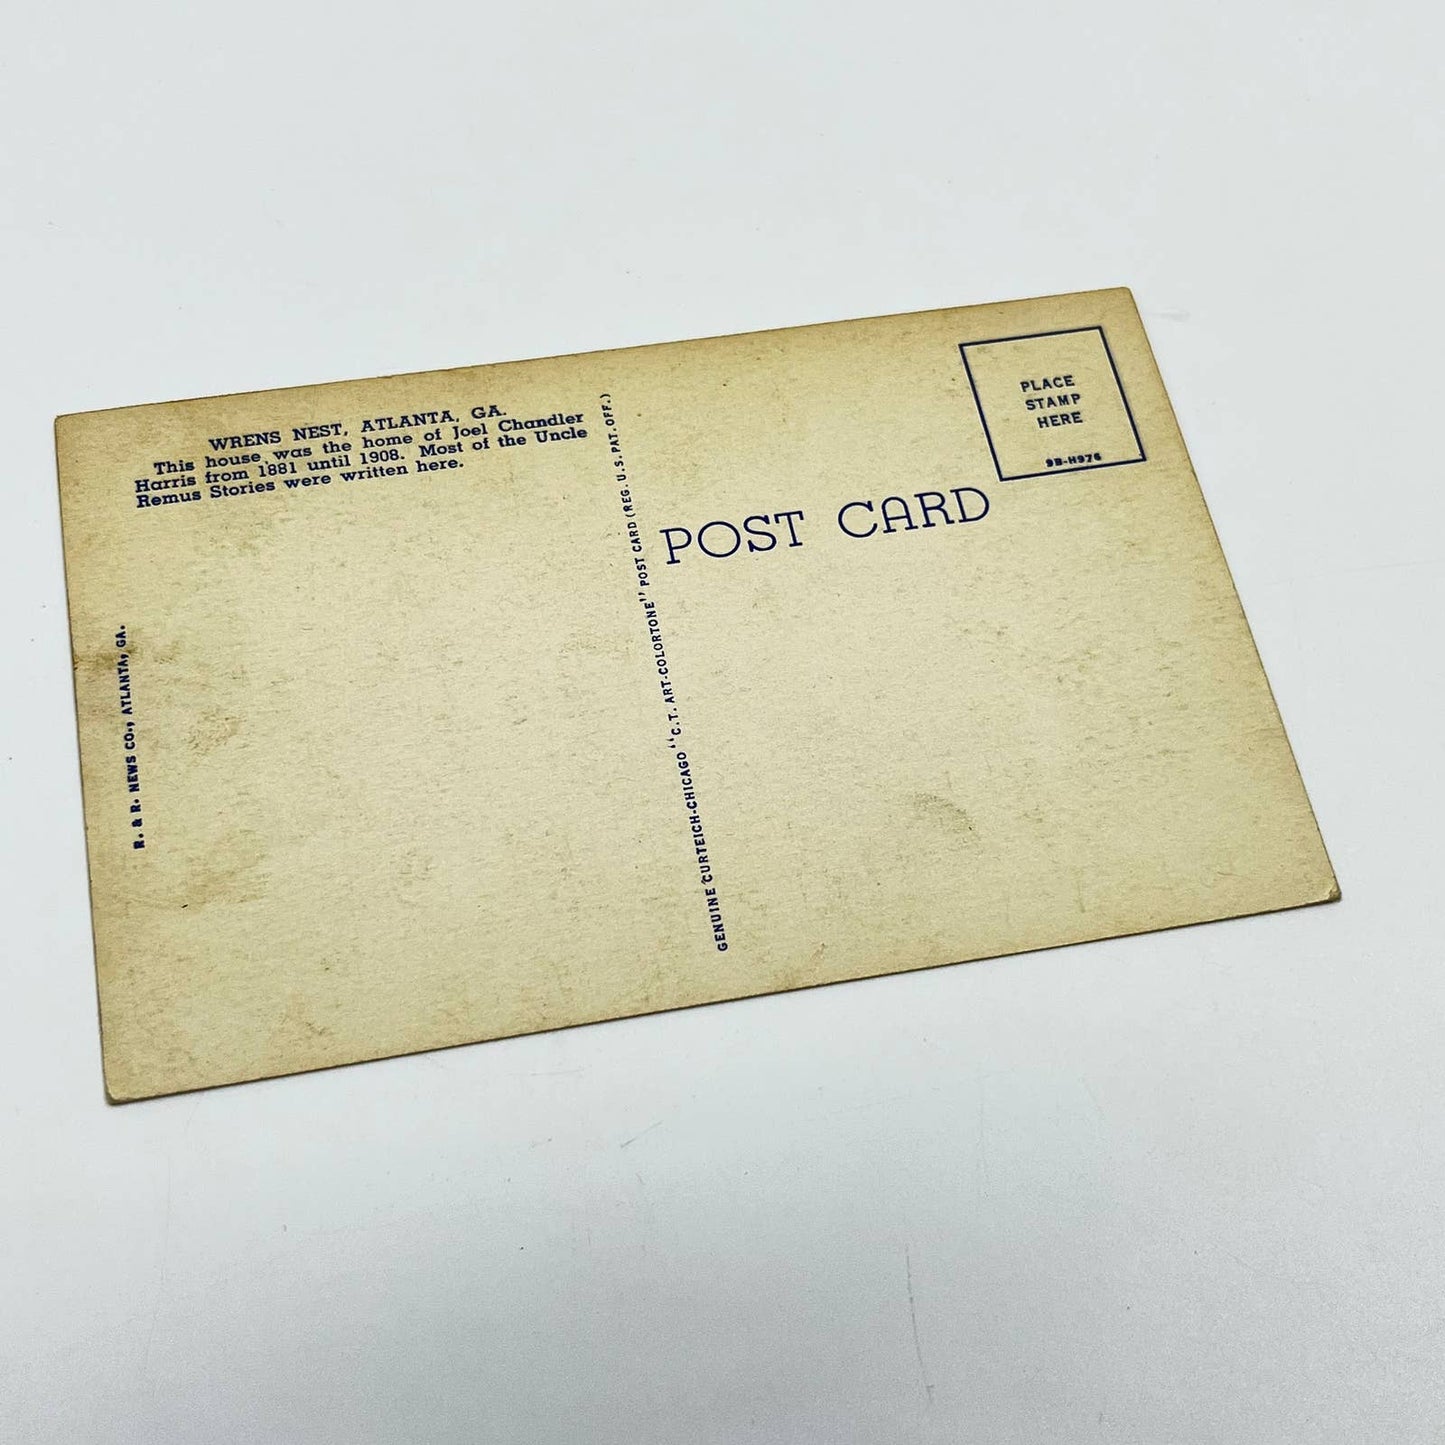 WRENS NEST, ATLANTA, GA.
This house was the home of Joel Chandler
Harris from 1881 until 1908. Most of the Uncle
Remus Stories were written here.
R. & R. NEWS CO., ATLANTA, GA.
GENUINE CURTEICH-CHICAGO "C.T. ART-COLORTONE" POST CARD (REG. U.S. PAT. OFF.)
POST CARD
PLACE
STAMP
HERE
9B-H976